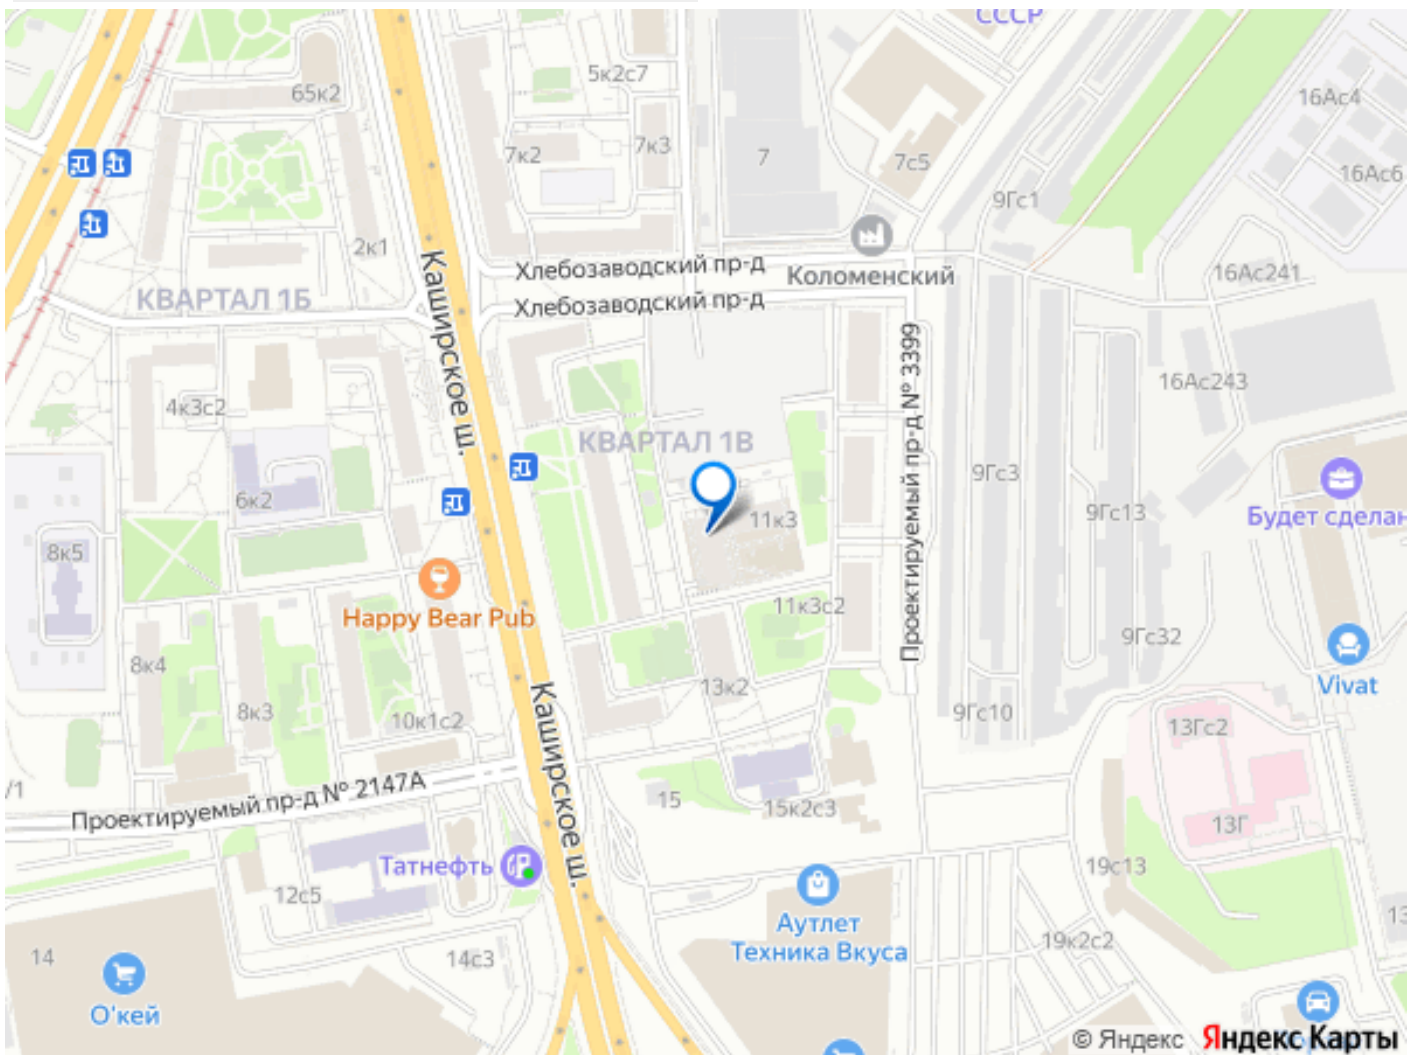 СССР
5к2с7
65к2
16Ас4
7к2
7к3
7
7с5
16Ас6
9Гс1
2к1
Каширское ш.
Хлебозаводский пр-д
Коломенский
16Ас241
КВАРТАЛ 1Б
Хлебозаводский пр-д
Проектируемый пр-д № 3399
16Ас243
4к3с2
КВАРТАЛ 1В
9Гс3
6к2
11к3
9Гс13
Будет сделан
8к5
Happy Bear Pub
11к3с2
9Гс32
8к4
13к2
Vivat
8к3
10к1с2
Каширское ш.
9Гс10
13Гс2
/1
Проектируемый пр-д № 2147А
15
15к2с3
13Г
Татнефть
12с5
19с13
Аутлет
Техника Вкуса
13
14
14с3
19к2с2
О'кей
© Яндекс Яндекс Карты